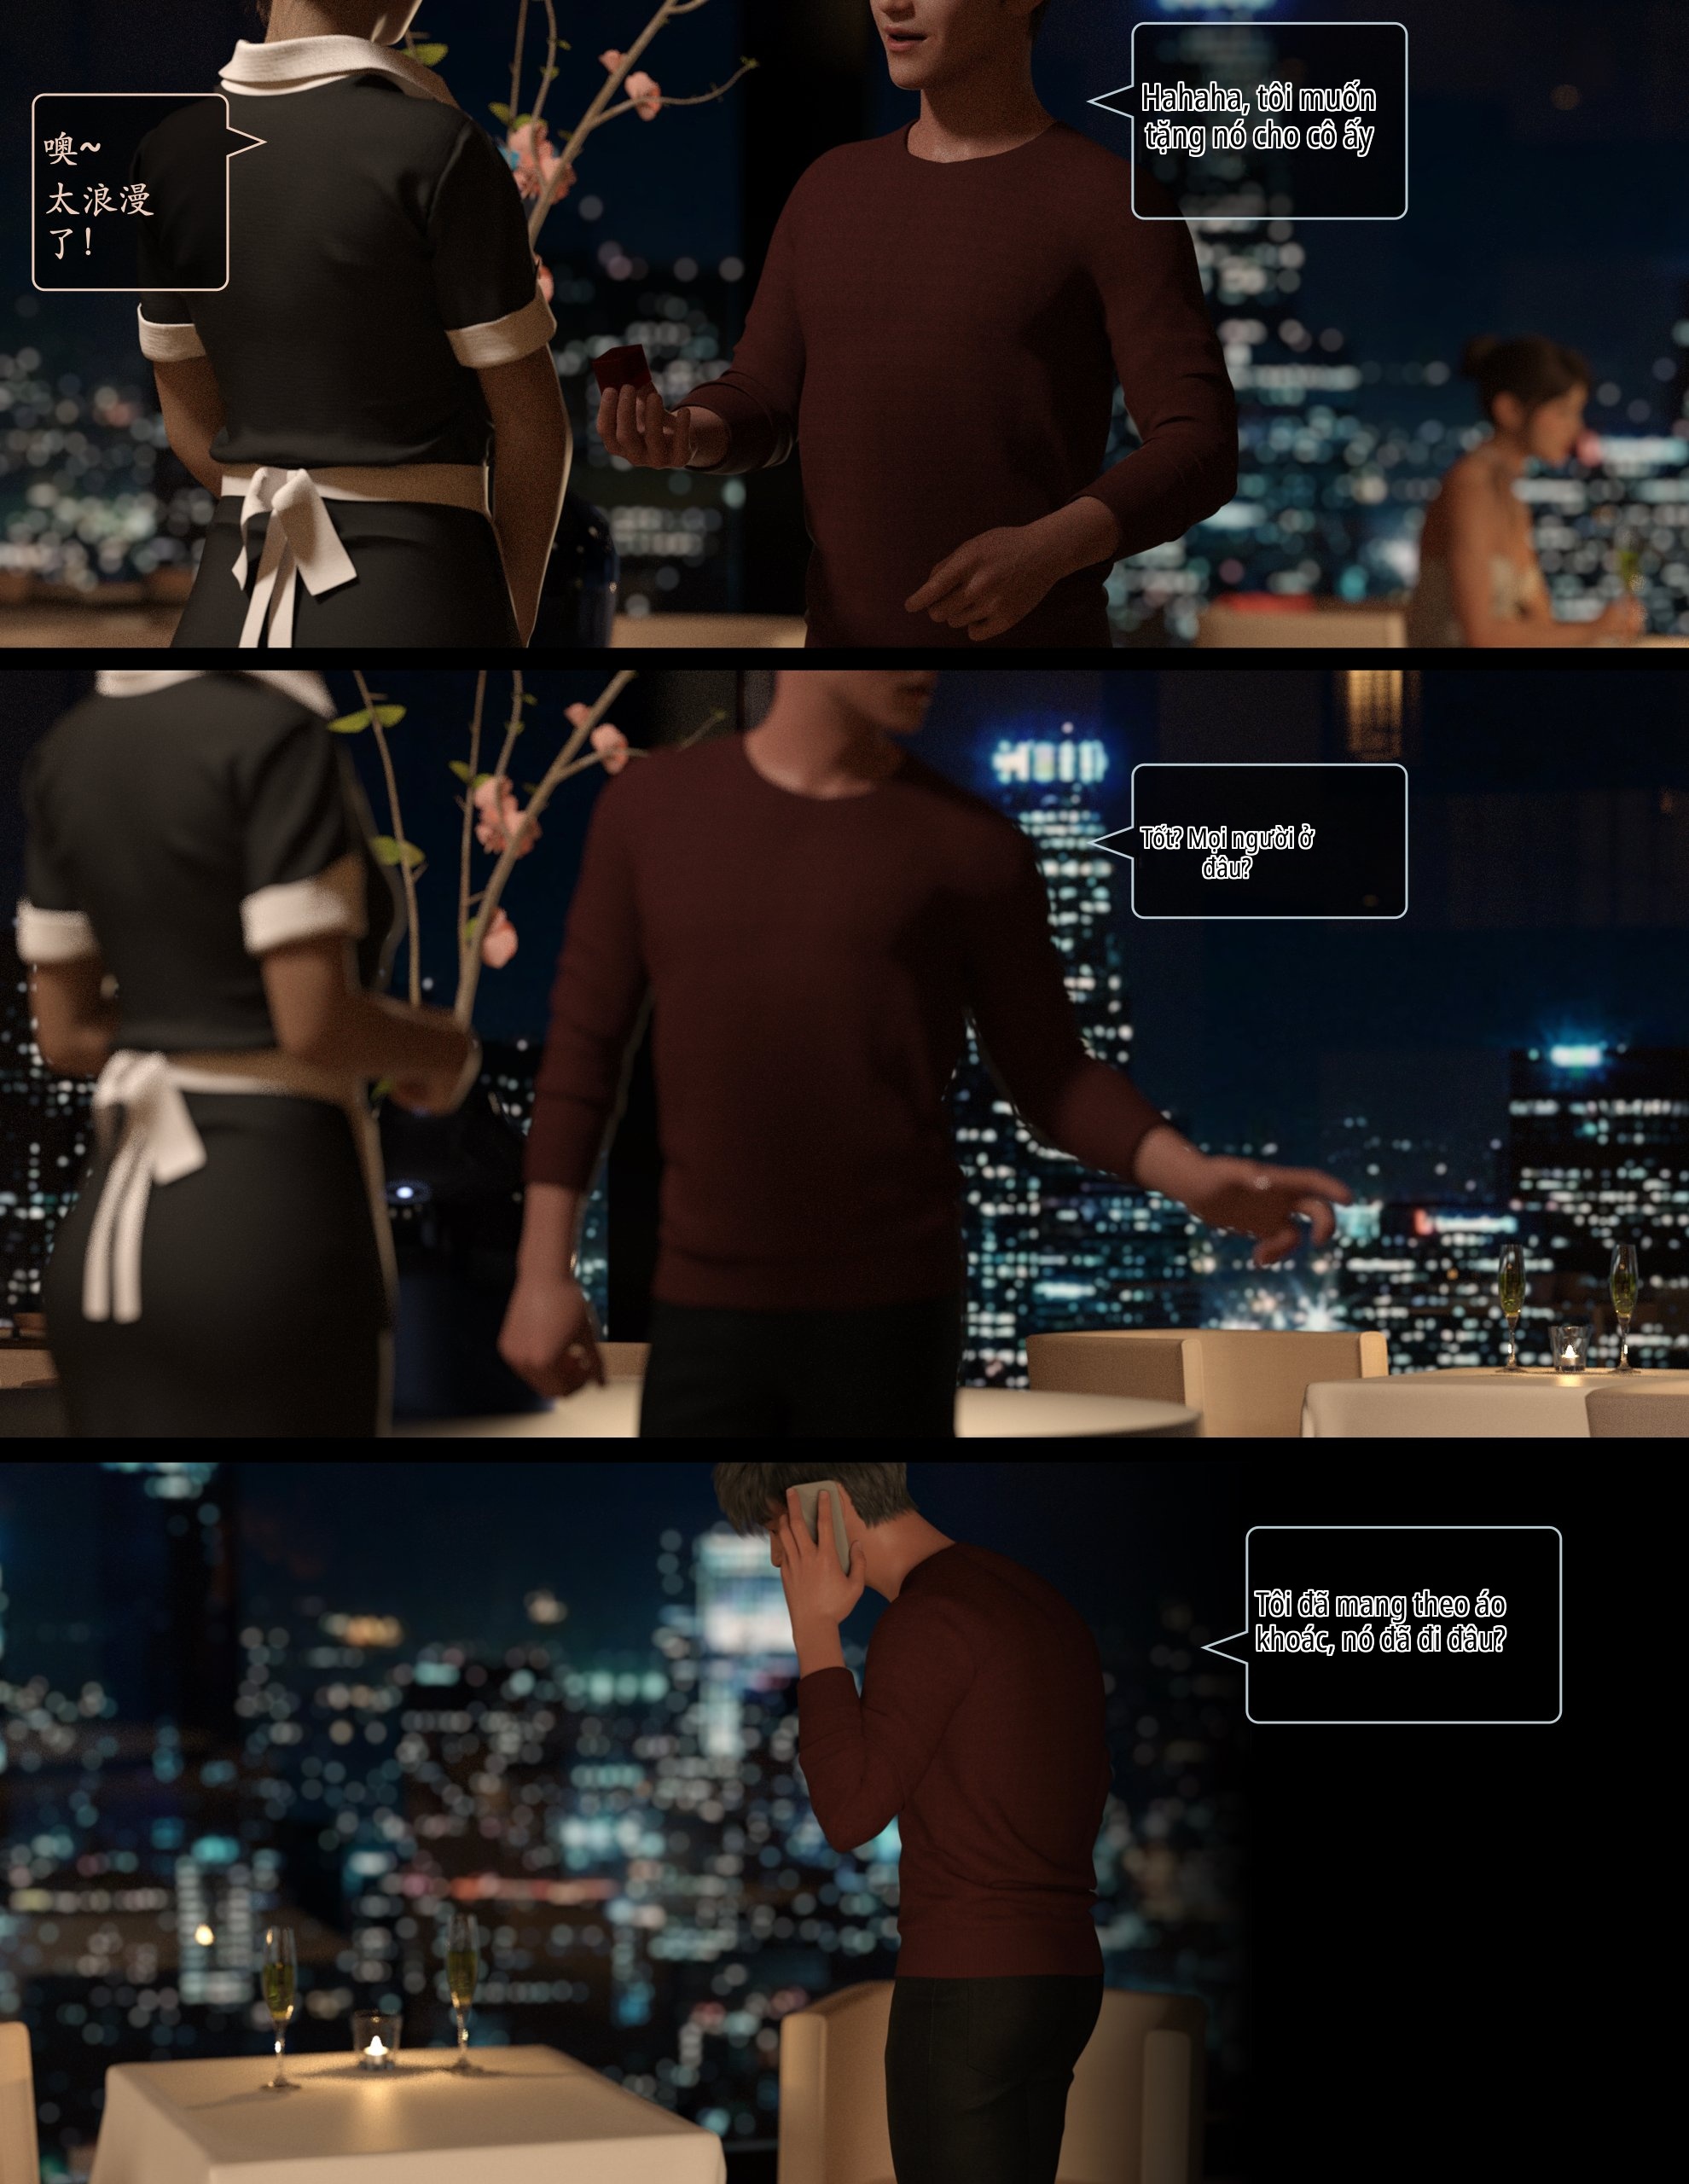 噢~
太浪漫
了!
Hahaha, tôi muốn
tặng nó cho cô ấy
Tốt? Mọi người ở
đâu?
Tôi đã mang theo áo
khoác, nó đã đi đâu?